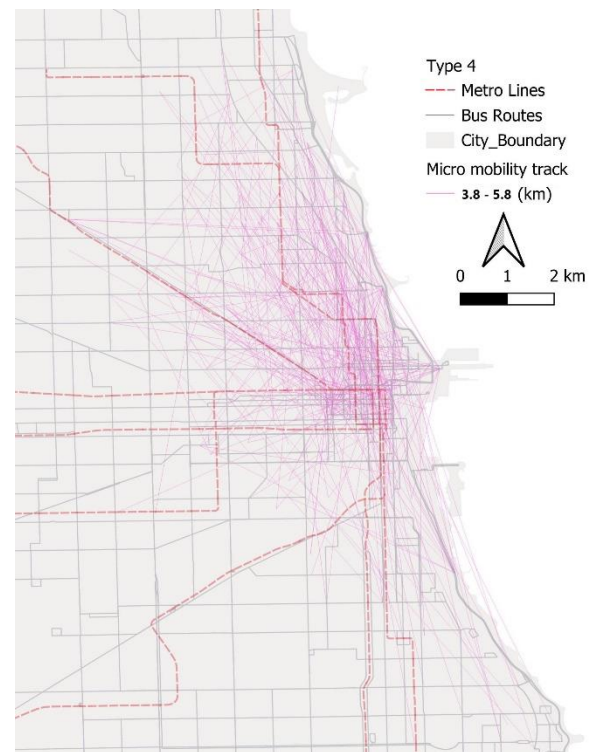 Type 4
Metro Lines
Bus Routes
City_Boundary
Micro mobility track
3.8 - 5.8 (km)
0 1 2 km